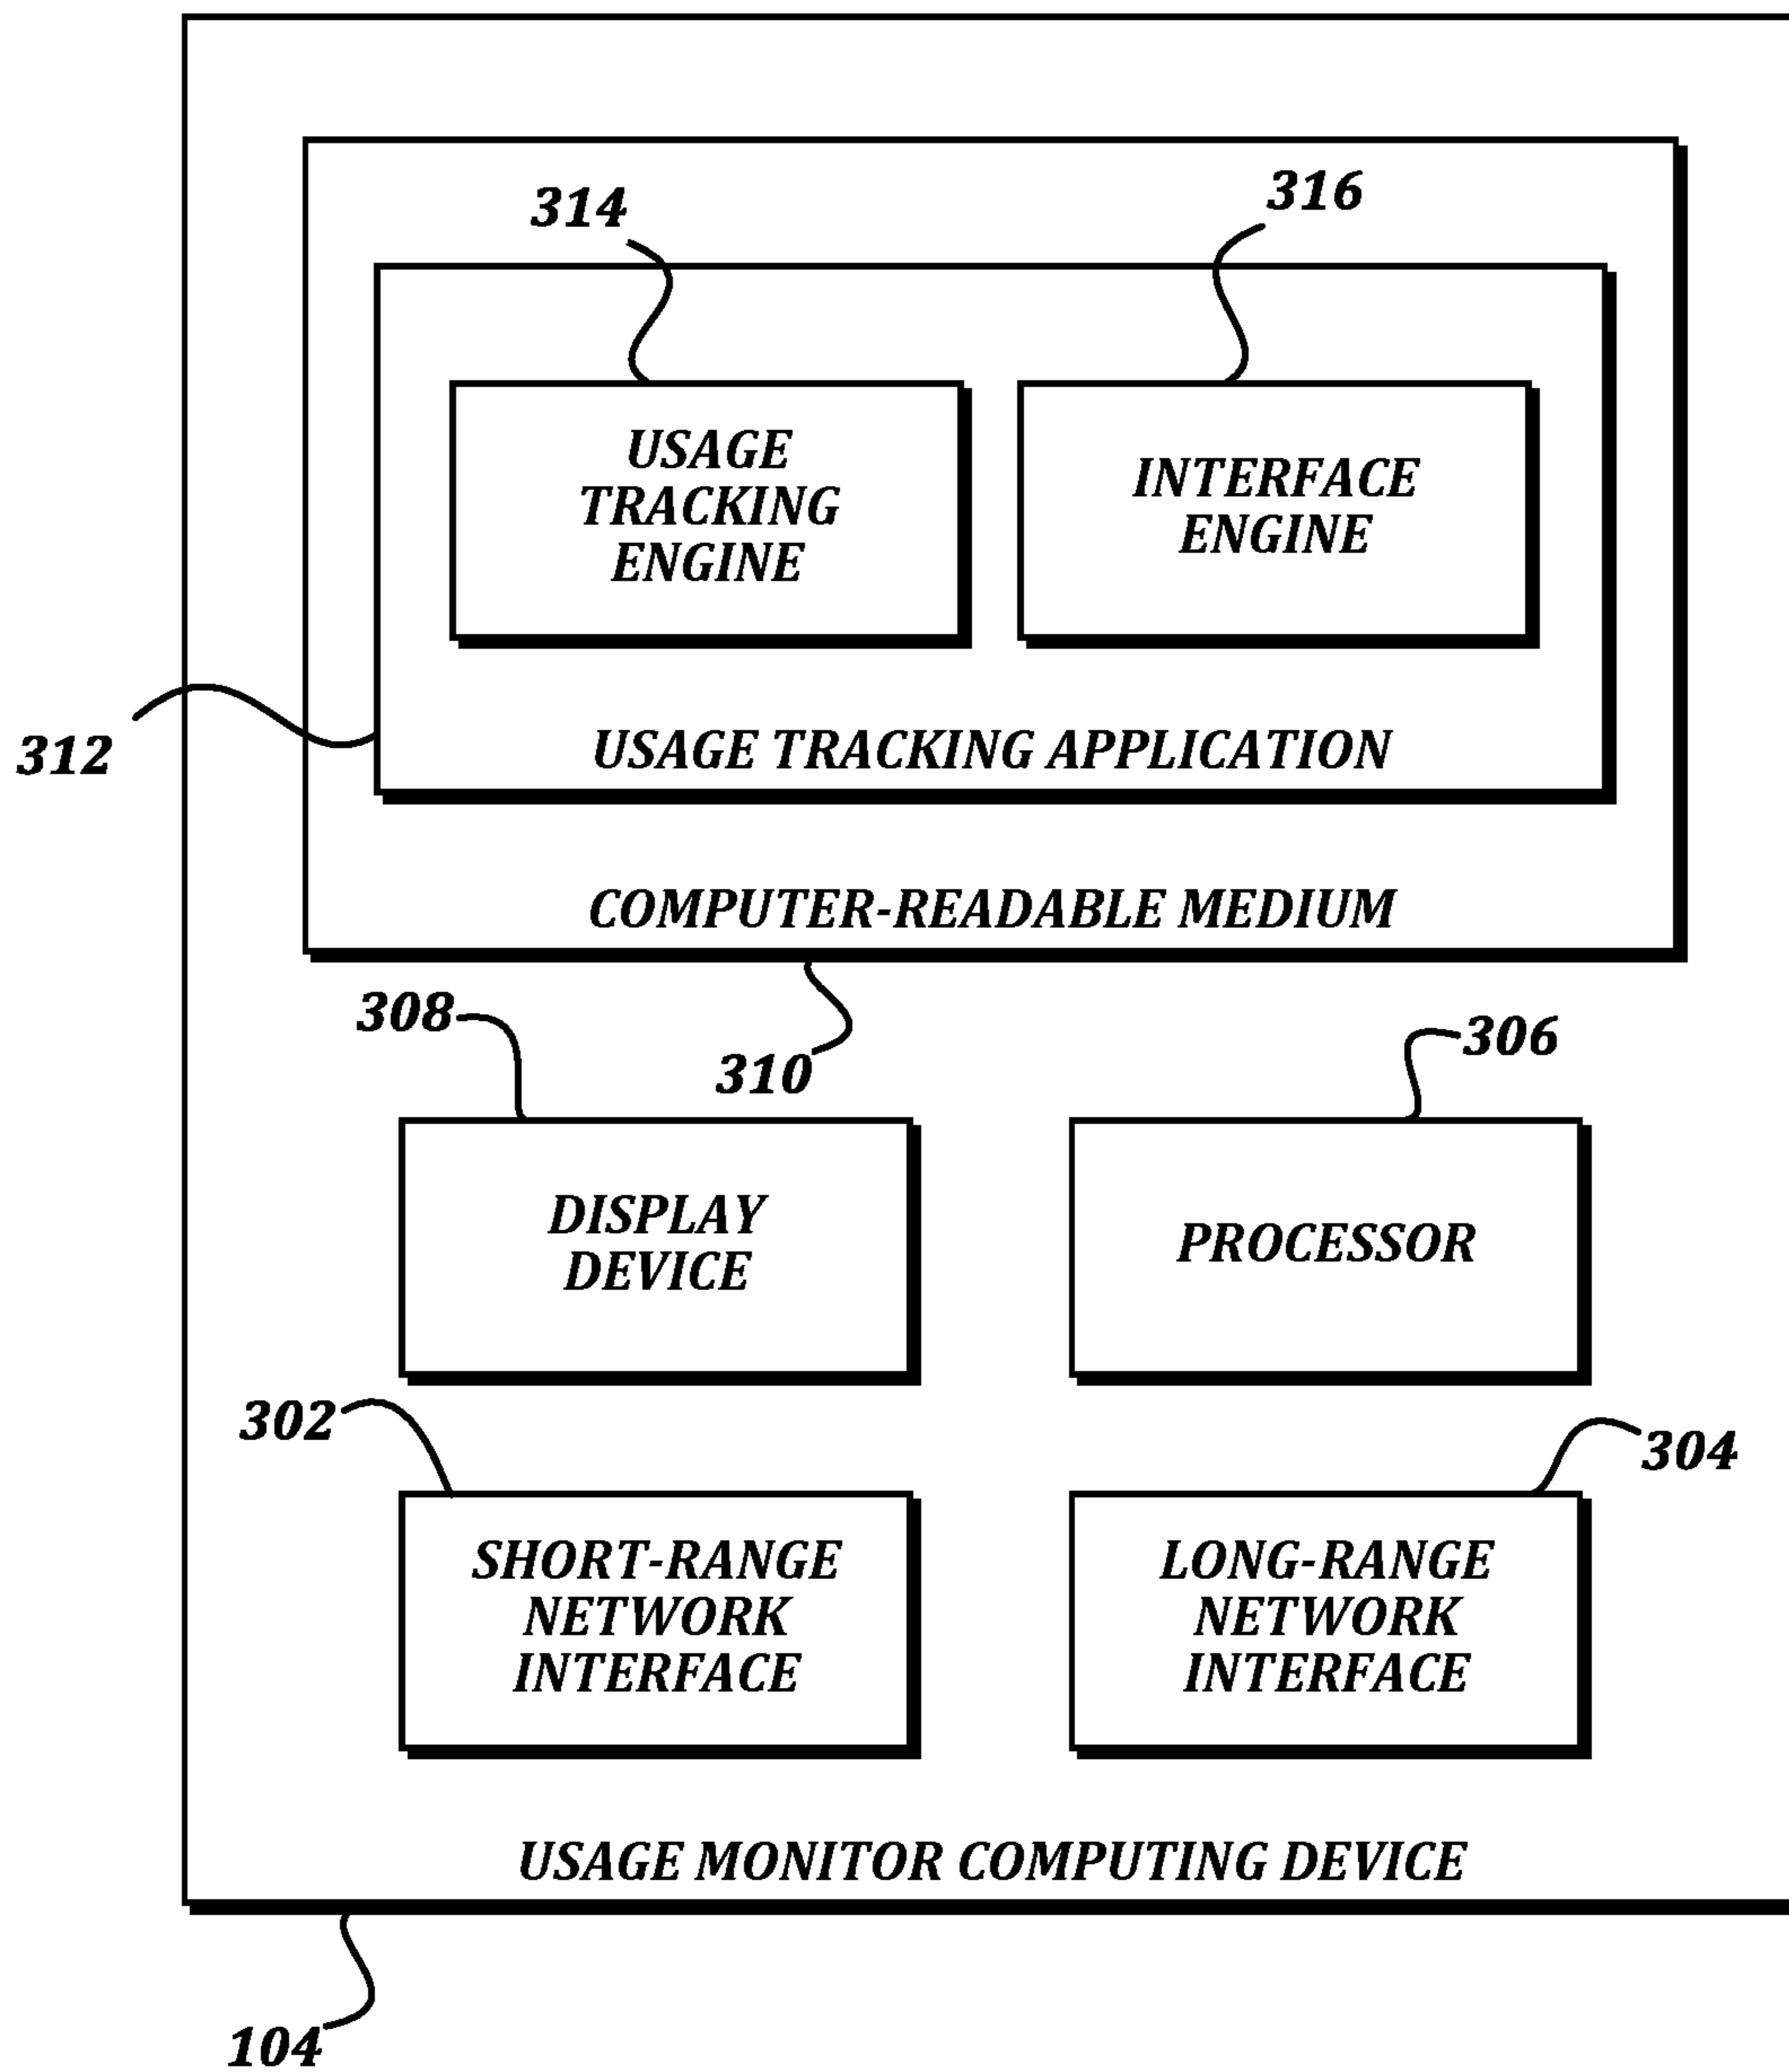 314
316
USAGE
TRACKING
ENGINE
INTERFACE
ENGINE
312
USAGE TRACKING APPLICATION
COMPUTER-READABLE MEDIUM
308
310
306
DISPLAY
DEVICE
PROCESSOR
302
304
SHORT-RANGE
NETWORK
INTERFACE
LONG-RANGE
NETWORK
INTERFACE
USAGE MONITOR COMPUTING DEVICE
104